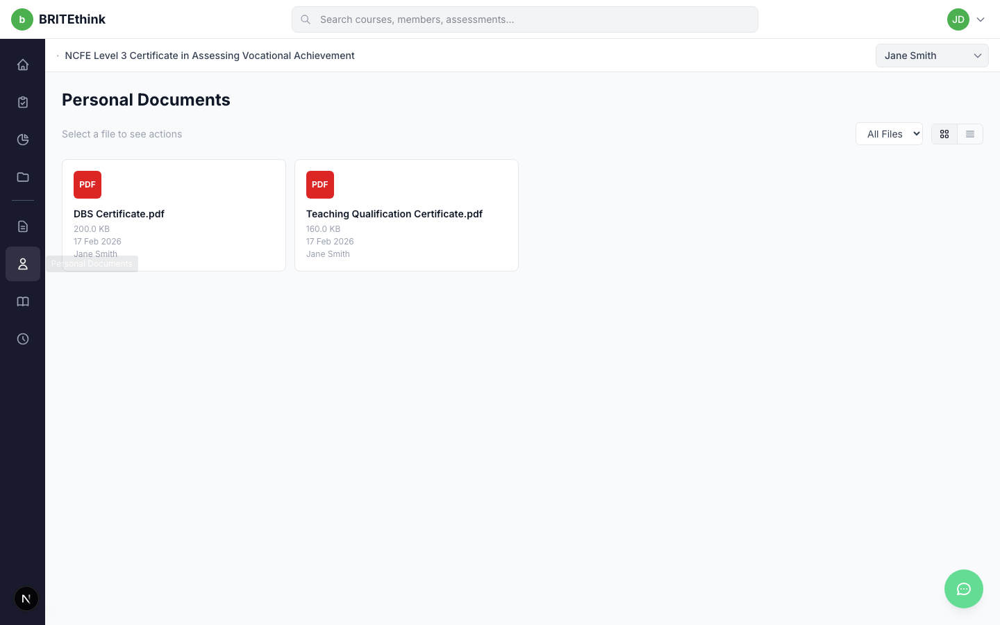 b BRITEthink
Search courses, members, assessments...
JD
· NCFE Level 3 Certificate in Assessing Vocational Achievement
Jane Smith
Personal Documents
Select a file to see actions
All Files
PDF
DBS Certificate.pdf
200.0 KB
17 Feb 2026
Jane Smith
PDF
Teaching Qualification Certificate.pdf
160.0 KB
17 Feb 2026
Jane Smith
Personal Documents
N